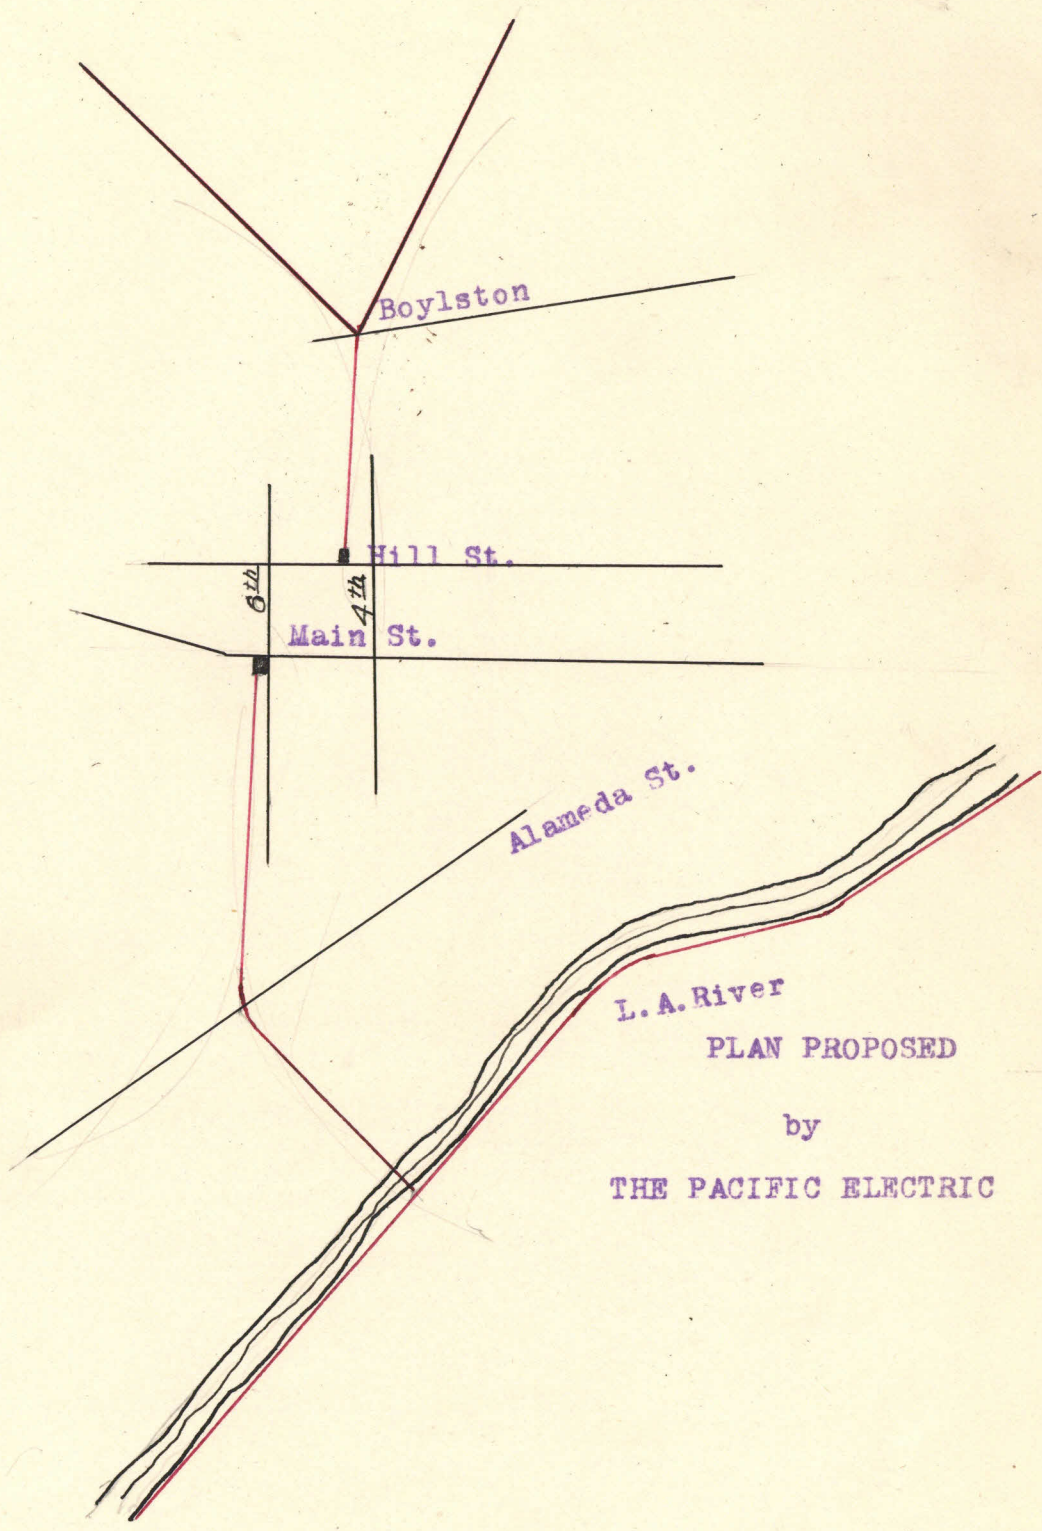 Boylston
Hill St.
6th
4th
Main St.
Alameda St.
L.A.River
PLAN PROPOSED
by
THE PACIFIC ELECTRIC